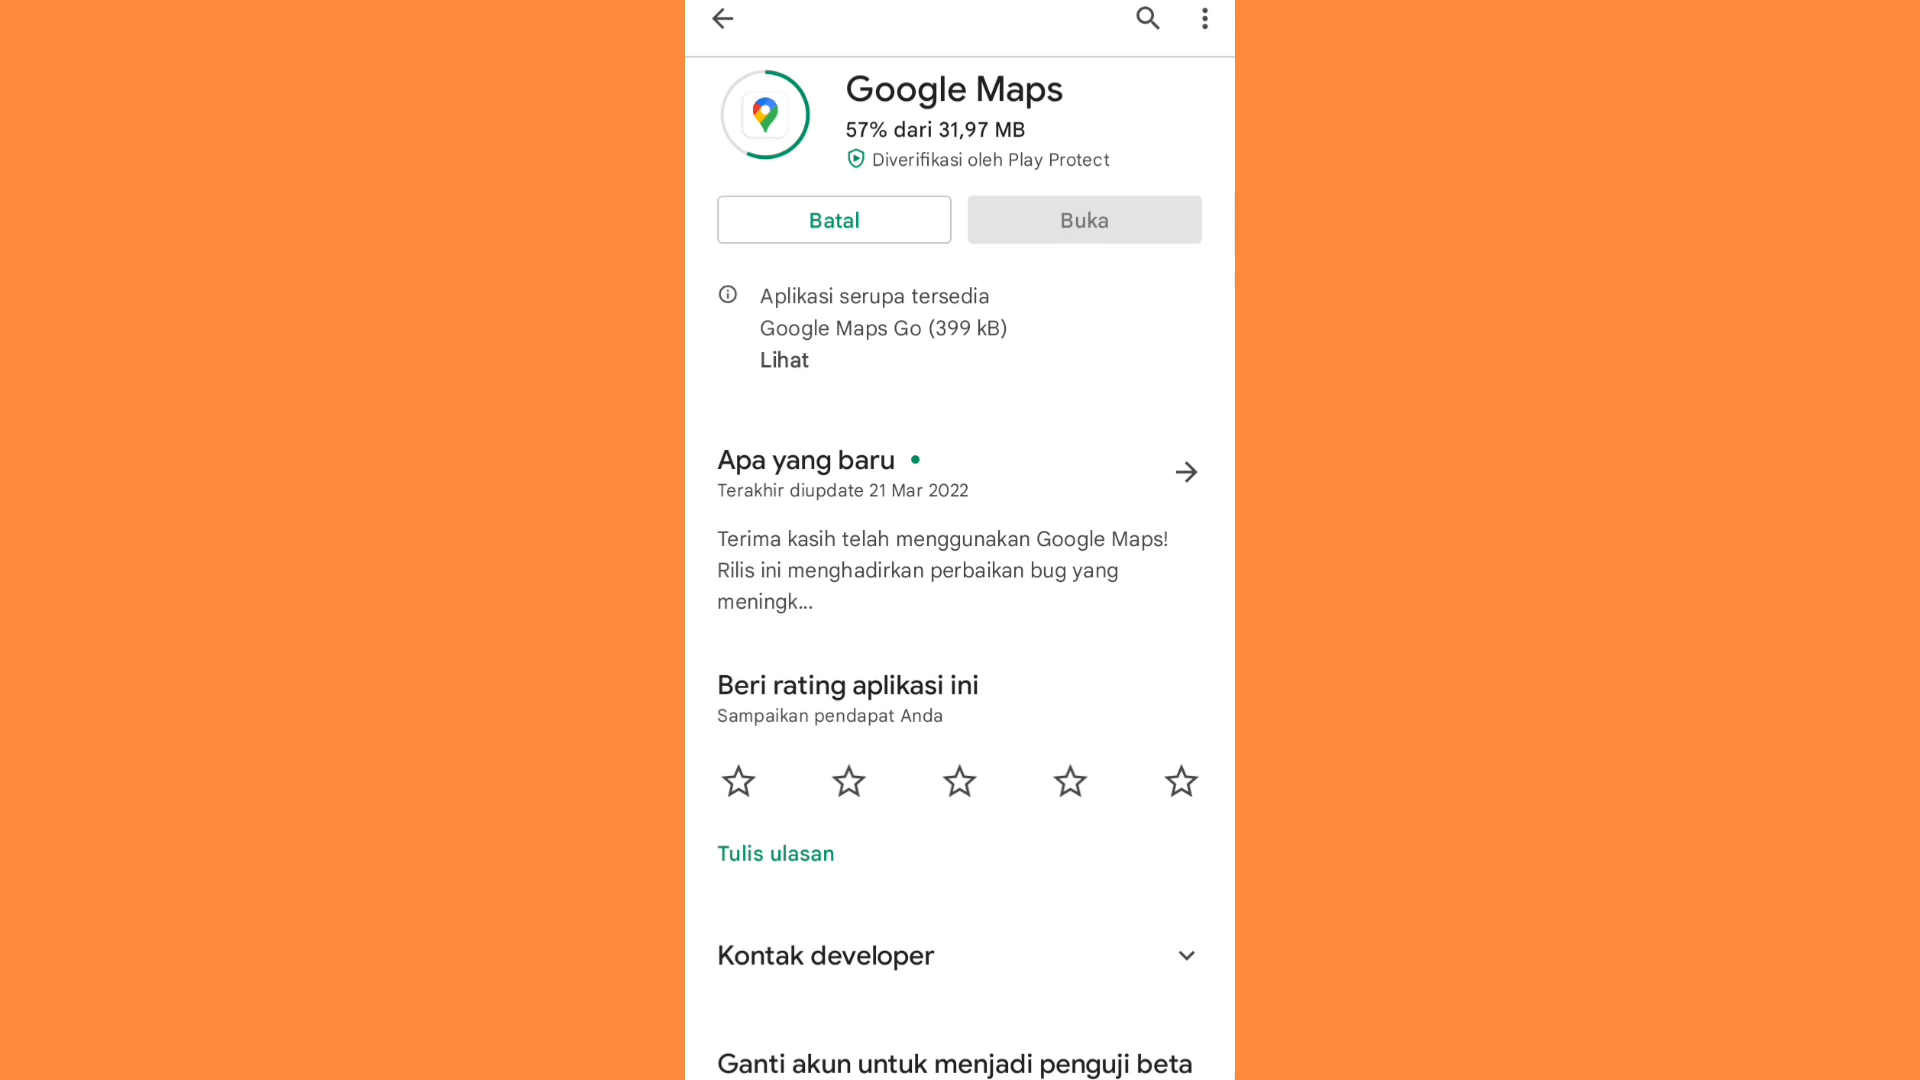 Google Maps
57% dari 31,97 MB
Diverifikasi oleh Play Protect
Batal
Buka
Aplikasi serupa tersedia
Google Maps Go (399 kB)
Lihat
Apa yang baru
Terakhir diupdate 21 Mar 2022
Terima kasih telah menggunakan Google Maps!
Rilis ini menghadirkan perbaikan bug yang
meningk...
Beri rating aplikasi ini
Sampaikan pendapat Anda
Tulis ulasan
Kontak developer
Ganti akun untuk menjadi penguji beta